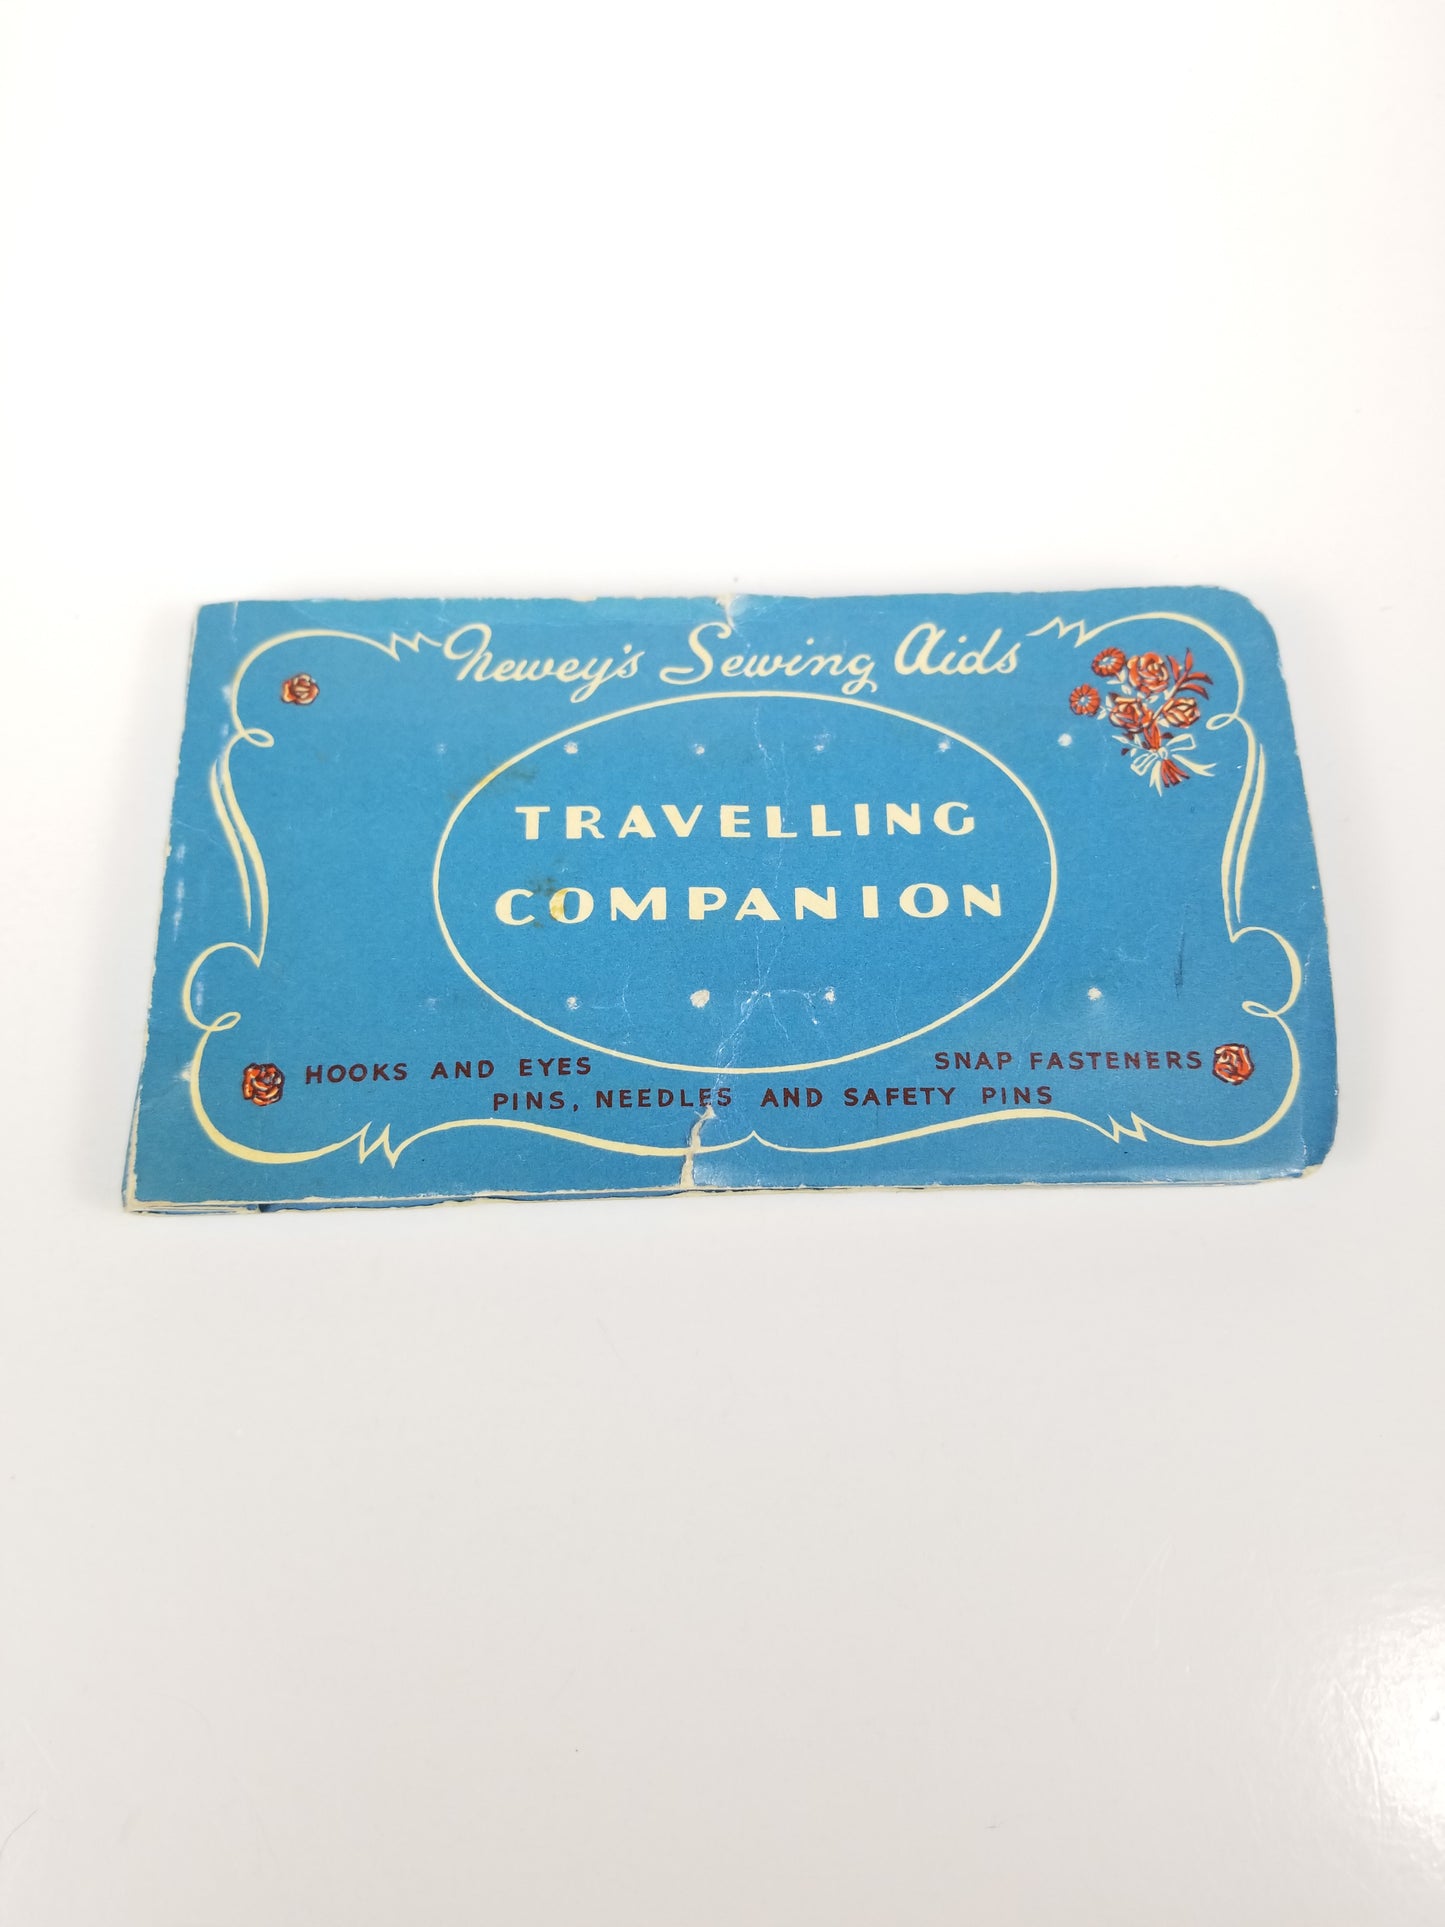 Newey's Sewing Aids
TRAVELLING
COMPANION
HOOKS AND EYES
SNAP FASTENERS
PINS, NEEDLES AND SAFETY PINS